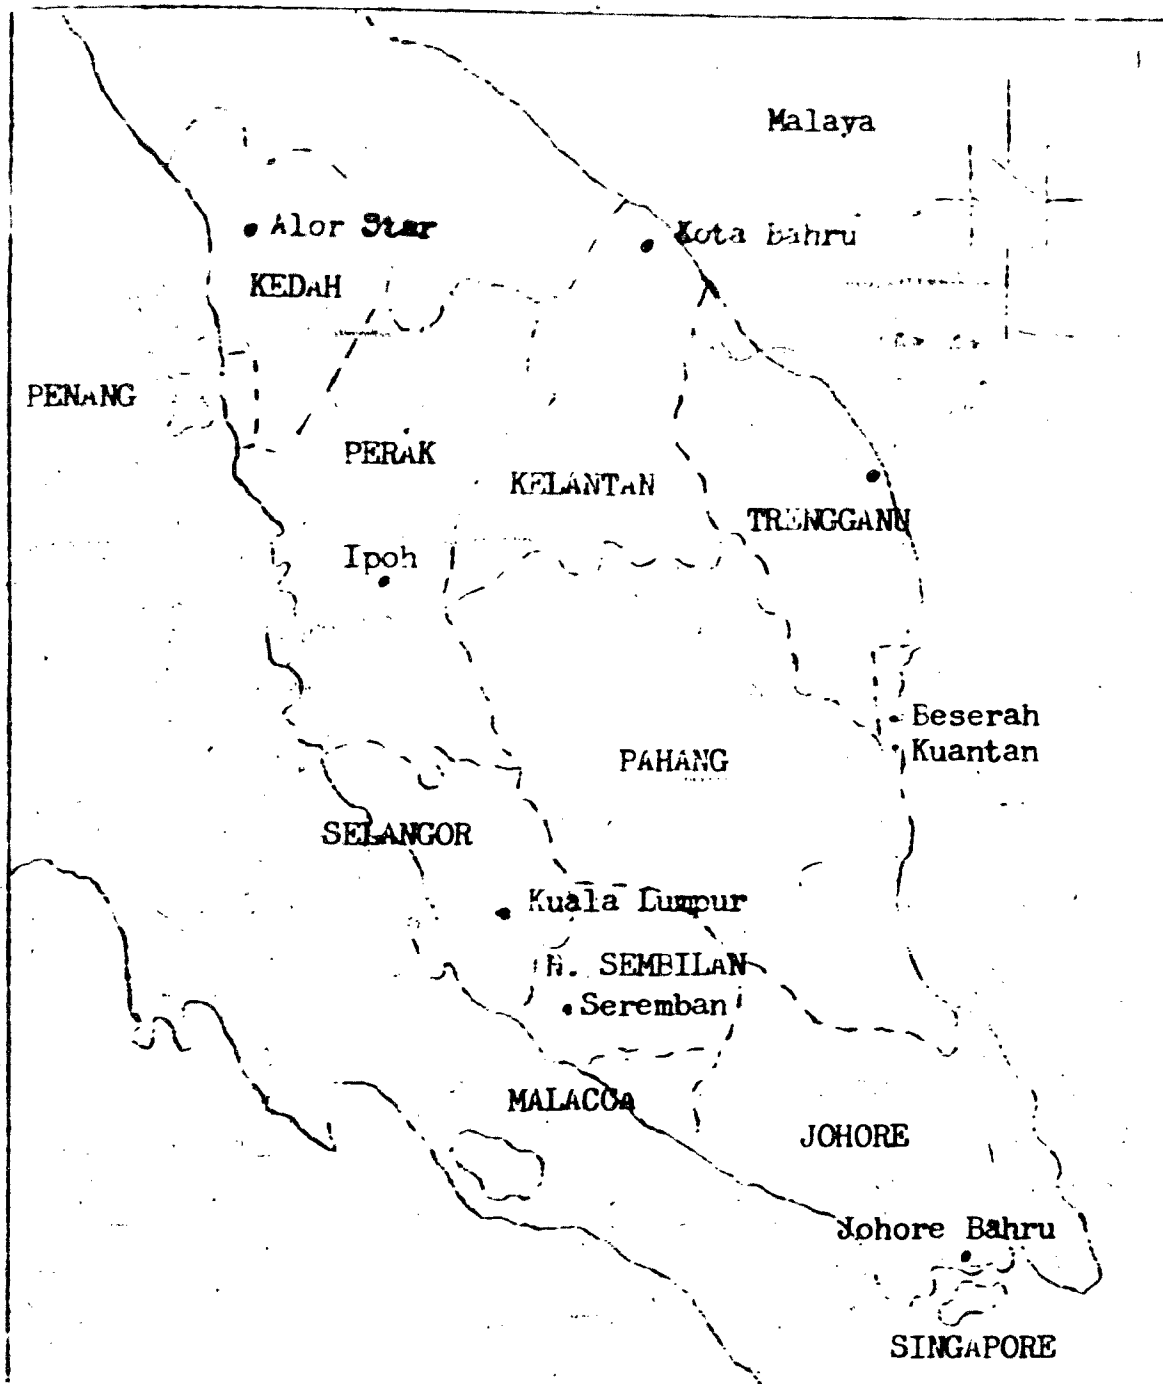 Malaya
Alor Star
Kota Bahru
KEDAH
PENANG
PERAK
KELANTAN
TRENGGANU
Ipoh
Beserah
PAHANG
Kuantan
SELANGOR
Kuala Lumpur
N. SEMBILAN
Seremban
MALACCA
JOHORE
Johore Bahru
SINGAPORE